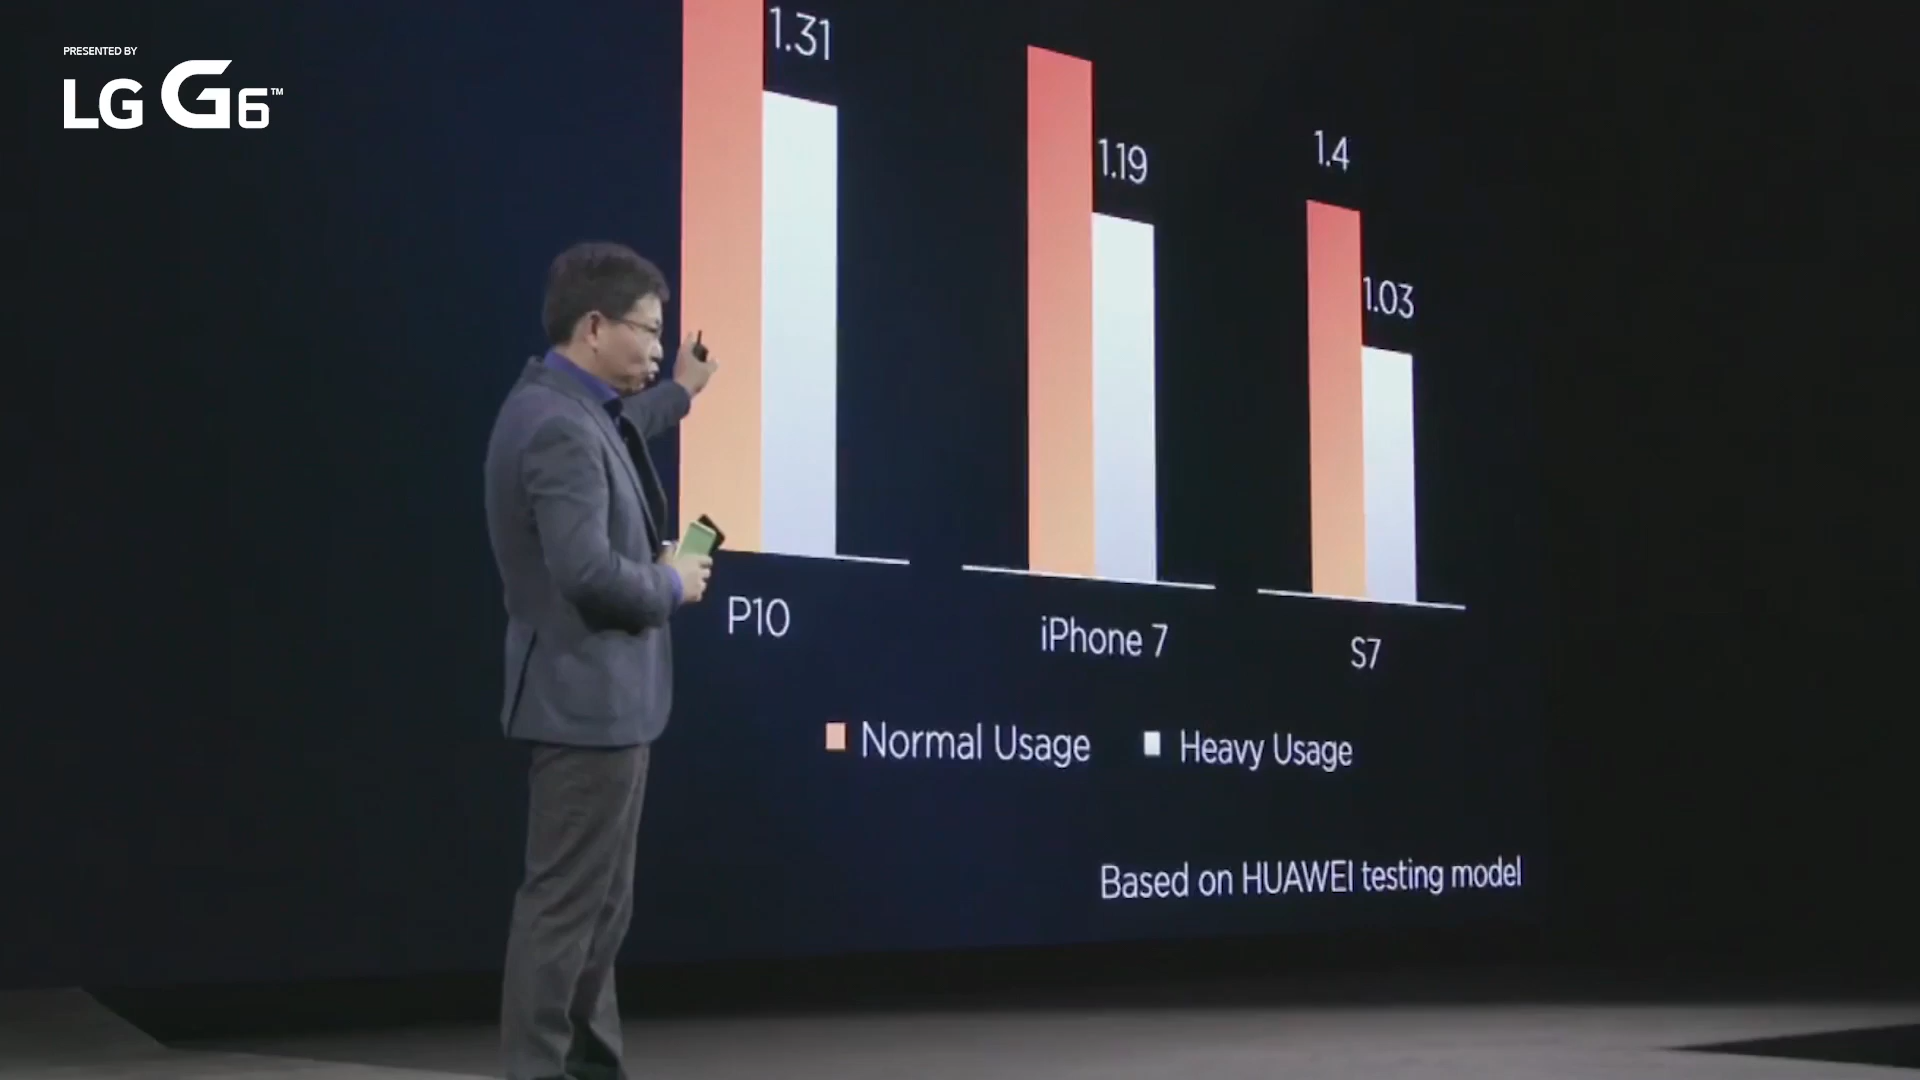 PRESENTED BY
LG G6™
1.31
1.19
1.4
1.03
P10
iPhone 7
S7
Normal Usage
Heavy Usage
Based on HUAWEI testing model